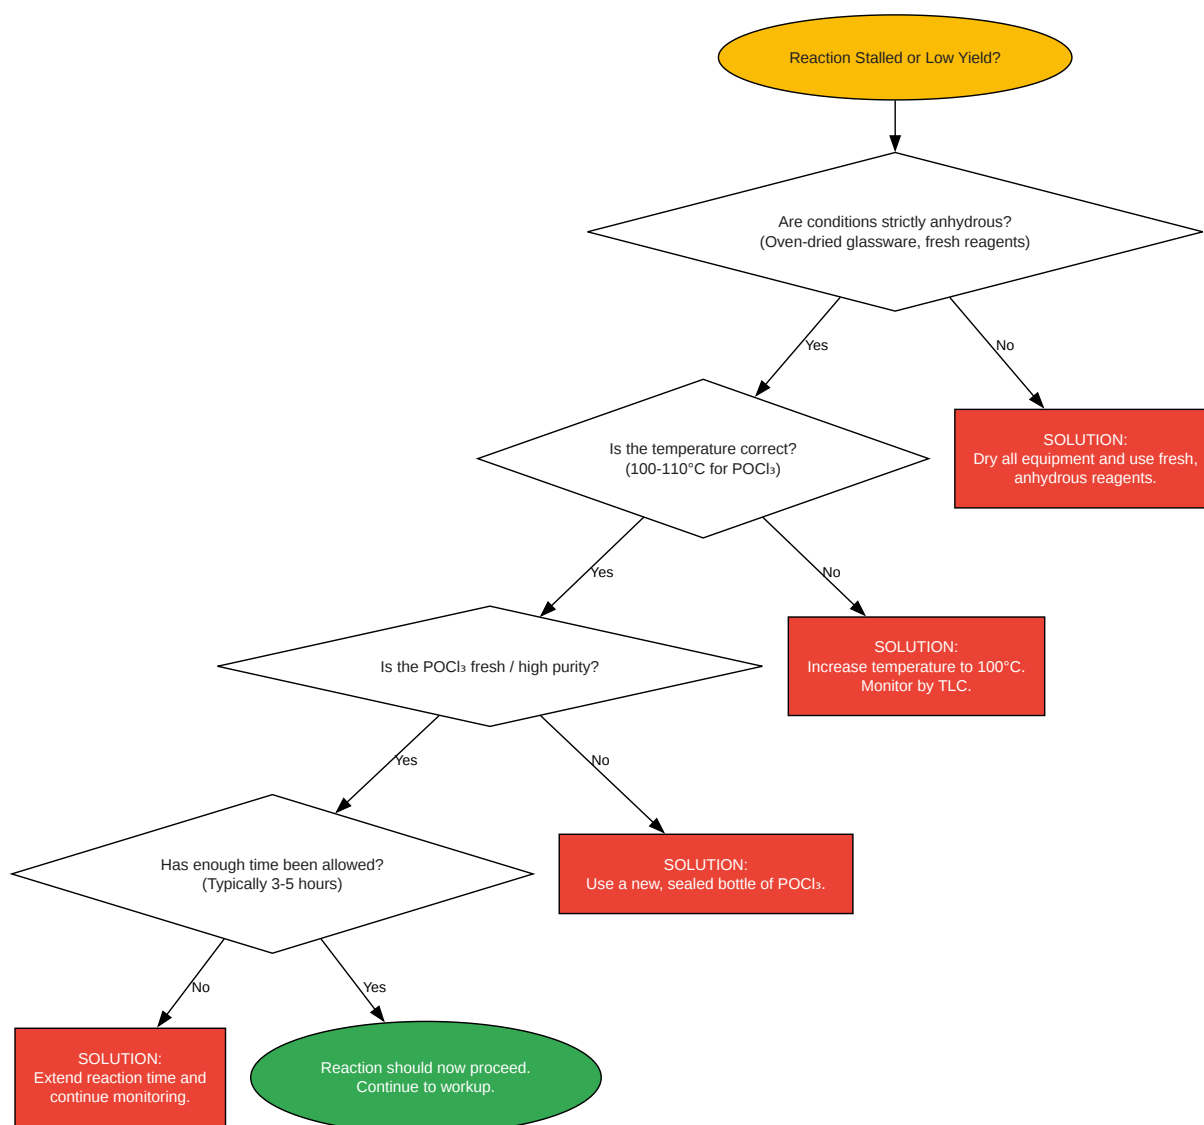 Reaction Stalled or Low Yield?
Are conditions strictly anhydrous?
(Oven-dried glassware, fresh reagents)
Yes
No
Is the temperature correct?
(100-110°C for POCl₃)
SOLUTION:
Dry all equipment and use fresh,
anhydrous reagents.
Yes
No
Is the POCl₃ fresh / high purity?
SOLUTION:
Increase temperature to 100°C.
Monitor by TLC.
Yes
No
Has enough time been allowed?
(Typically 3-5 hours)
SOLUTION:
Use a new, sealed bottle of POCl₃.
No
Yes
SOLUTION:
Extend reaction time and
continue monitoring.
Reaction should now proceed.
Continue to workup.